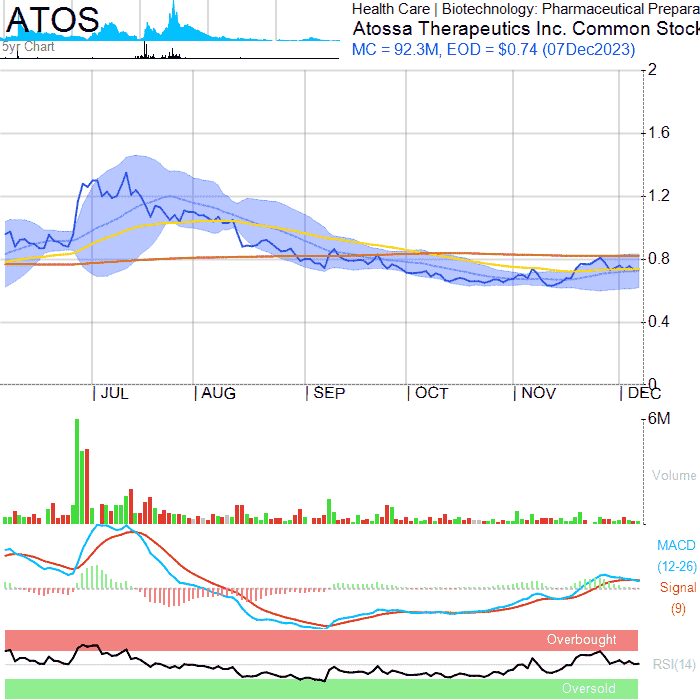 ATOS
5yr Chart
Health Care | Biotechnology: Pharmaceutical Prepara
Atossa Therapeutics Inc. Common Stock
MC = 92.3M, EOD = $0.74 (07Dec2023)
2
1.6
1.2
0.8
0.4
0
JUL AUG SEP OCT NOV DEC
6M
Volume
MACD
(12-26)
Signal
(9)
Overbought
RSI(14)
Oversold